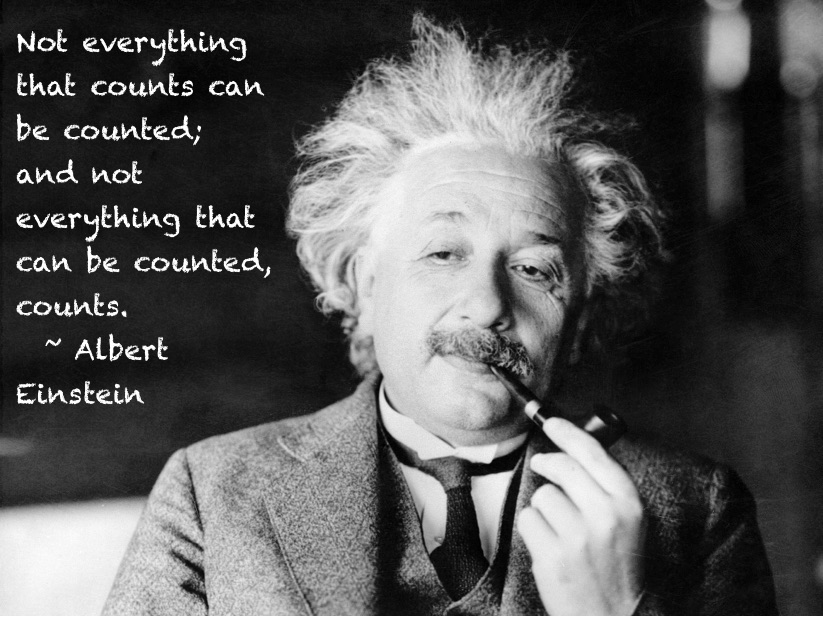 Not everything
that counts can
be counted;
and not
everything that
can be counted,
counts.
~ Albert
Einstein